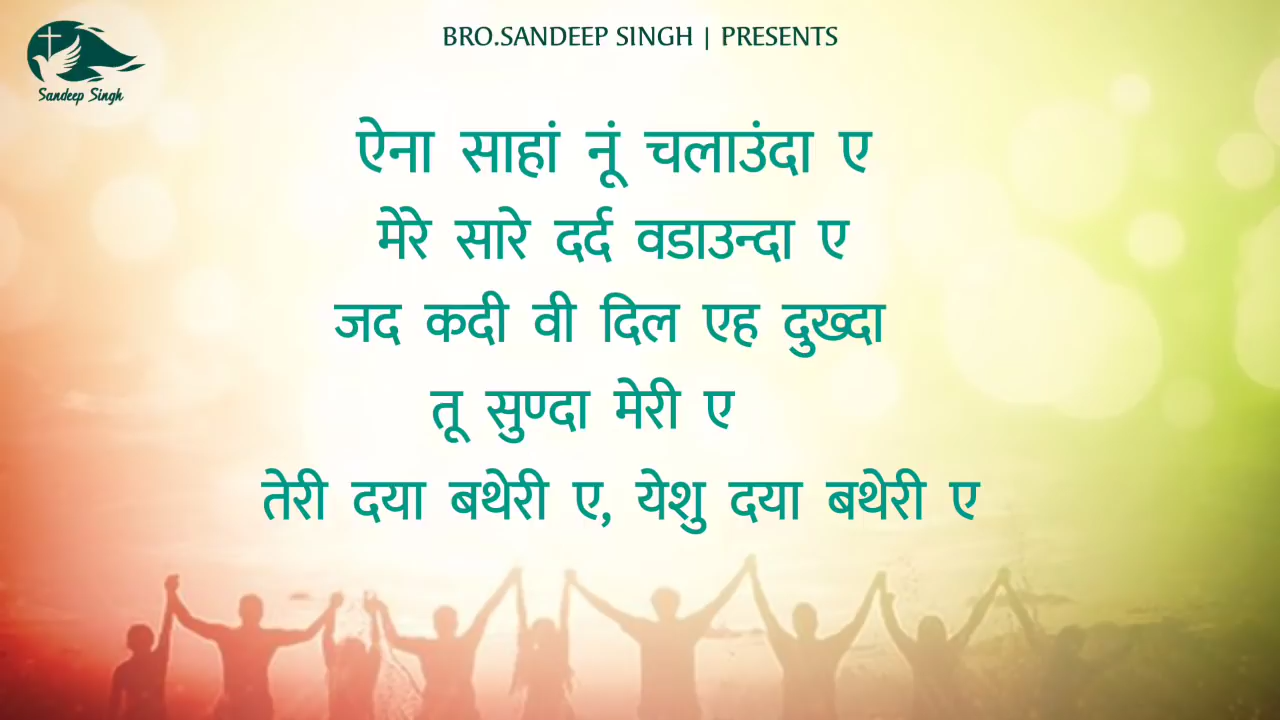 BRO.SANDEEP SINGH | PRESENTS
Sandeep Singh
ऐना साहां नूं चलाउंदा ए
मेरे सारे दर्द वडाउन्दा ए
जद कदी वी दिल एह दुख्दा
तू सुण्दा मेरी ए
तेरी दया बथेरी ए, येशु दया बथेरी ए